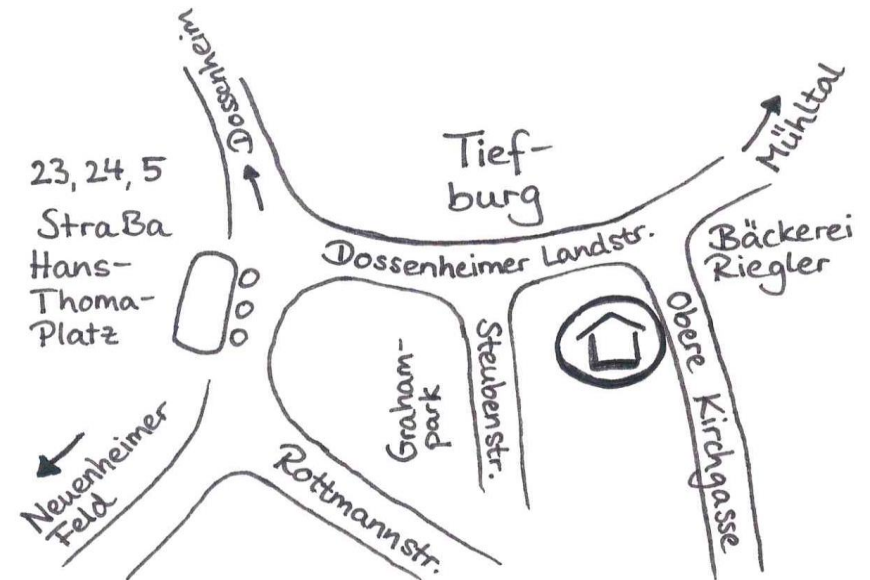 Dossenheim
23, 24, 5
StraBa
Hans-
Thoma-
Platz
Tief-
burg
Mühltal
Dossenheimer Landstr.
Bäckerei
Riegler
Obere Kirchgasse
Steubenstr.
Graham-
park
Rottmannstr.
Neuenheimer
Feld